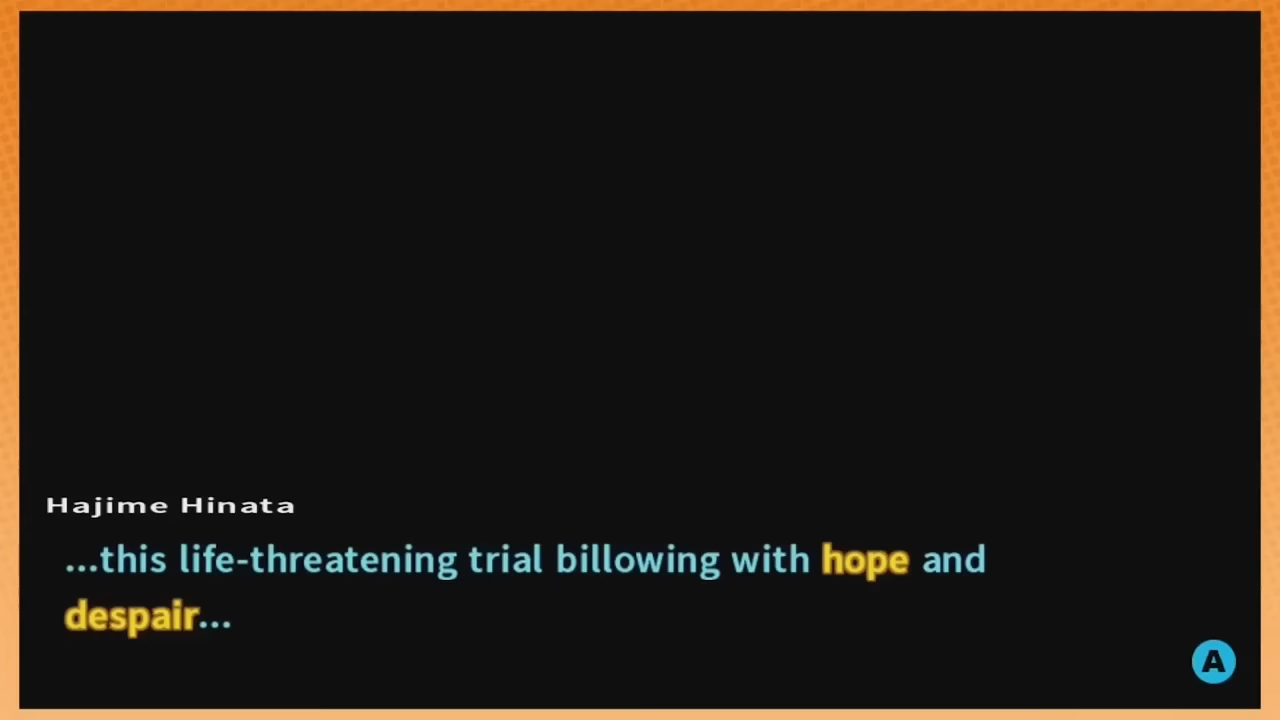 Hajime Hinata
...this life-threatening trial billowing with hope and
despair...
A